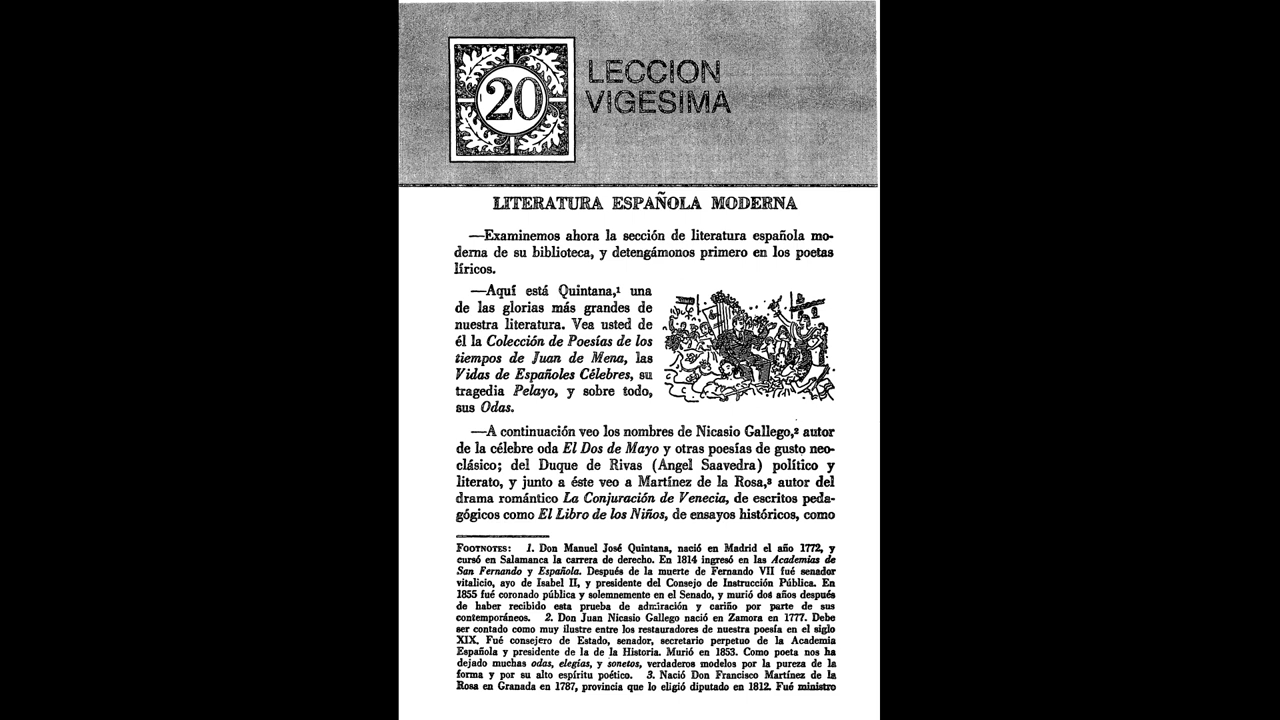 20
LECCION
VIGESIMA
LITERATURA ESPAÑOLA MODERNA
—Examinemos ahora la sección de literatura española mo-
derna de su biblioteca, y detengámonos primero en los poetas
líricos.
—Aquí está Quintana,¹ una
de las glorias más grandes de
nuestra literatura. Vea usted de
él la Colección de Poesías de los
tiempos de Juan de Mena, las
Vidas de Españoles Célebres, su
tragedia Pelayo, y sobre todo,
sus Odas.
—A continuación veo los nombres de Nicasio Gallego,² autor
de la célebre oda El Dos de Mayo y otras poesías de gusto neo-
clásico; del Duque de Rivas (Angel Saavedra) político y
literato, y junto a éste veo a Martínez de la Rosa,³ autor del
drama romántico La Conjuración de Venecia, de escritos peda-
gógicos como El Libro de los Niños, de ensayos históricos, como
FOOTNOTES: 1. Don Manuel José Quintana, nació en Madrid el año 1772, y
cursó en Salamanca la carrera de derecho. En 1814 ingresó en las Academias de
San Fernando y Española. Después de la muerte de Fernando VII fué senador
vitalicio, ayo de Isabel II, y presidente del Consejo de Instrucción Pública. En
1855 fué coronado pública y solemnemente en el Senado, y murió dos años después
de haber recibido esta prueba de admiración y cariño por parte de sus
contemporáneos. 2. Don Juan Nicasio Gallego nació en Zamora en 1777. Debe
ser contado como muy ilustre entre los restauradores de nuestra poesía en el siglo
XIX. Fué consejero de Estado, senador, secretario perpetuo de la Academia
Española y presidente de la de la Historia. Murió en 1853. Como poeta nos ha
dejado muchas odas, elegías, y sonetos, verdaderos modelos por la pureza de la
forma y por su alto espíritu poético. 3. Nació Don Francisco Martínez de la
Rosa en Granada en 1787, provincia que lo eligió diputado en 1812. Fué ministro